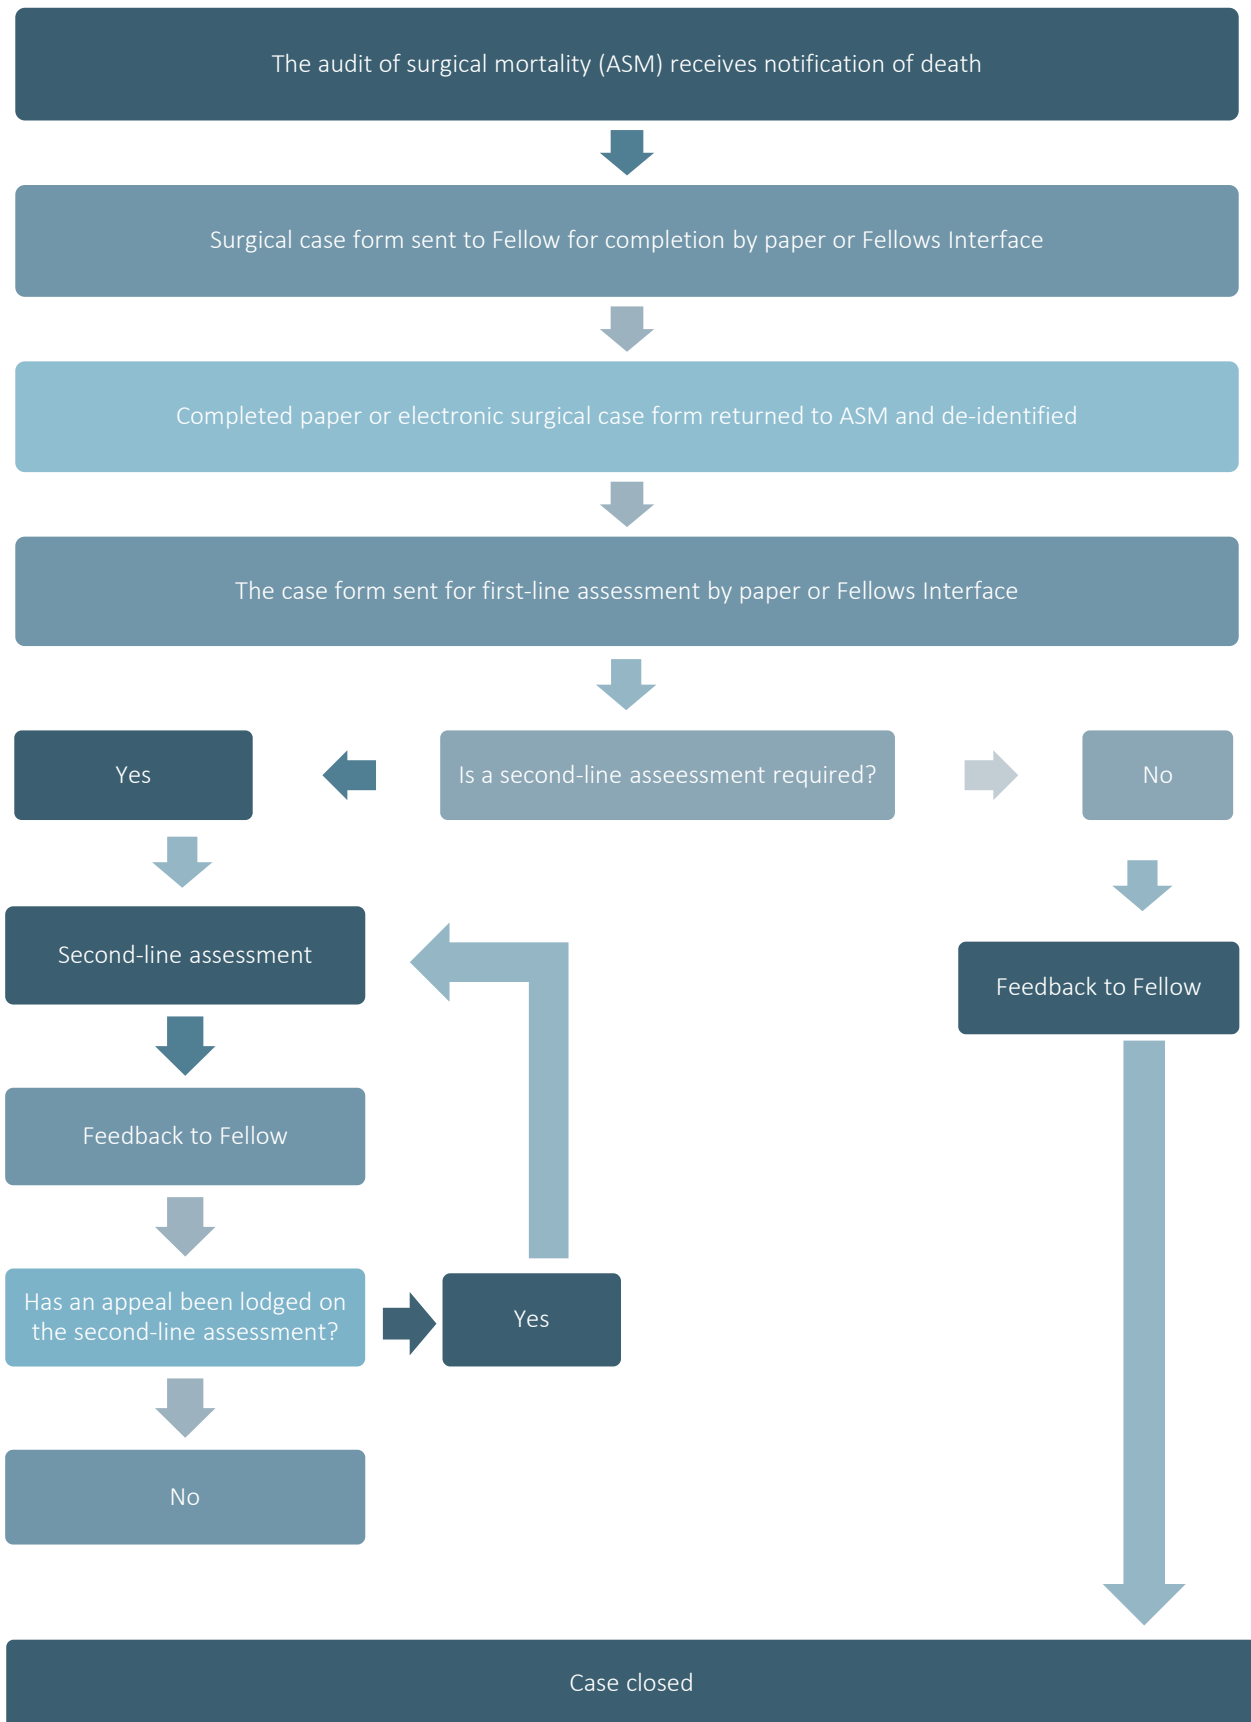 The audit of surgical mortality (ASM) receives notification of death
Surgical case form sent to Fellow for completion by paper or Fellows Interface
Completed paper or electronic surgical case form returned to ASM and de-identified
The case form sent for first-line assessment by paper or Fellows Interface
Yes
Is a second-line asseessment required?
No
Second-line assessment
Feedback to Fellow
Feedback to Fellow
Has an appeal been lodged on
the second-line assessment?
Yes
No
Case closed